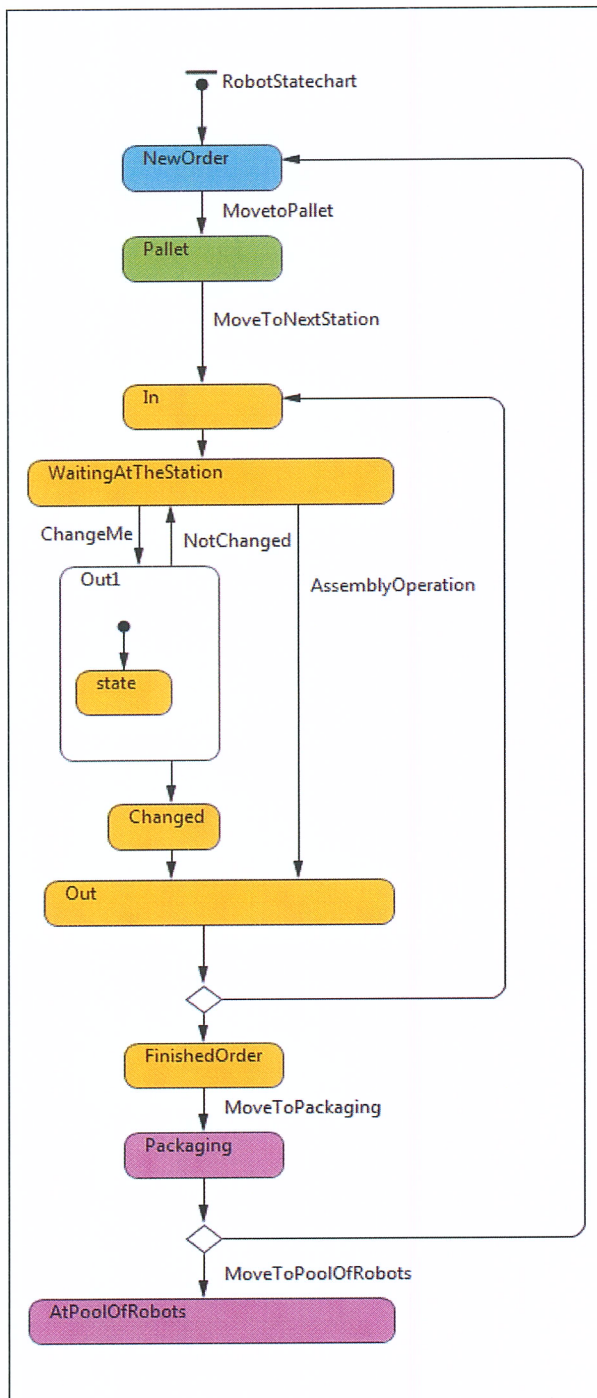 RobotStatechart
NewOrder
MovetoPallet
Pallet
MoveToNextStation
In
WaitingAtTheStation
ChangeMe
NotChanged
AssemblyOperation
Out1
state
Changed
Out
FinishedOrder
MoveToPackaging
Packaging
MoveToPoolOfRobots
AtPoolOfRobots